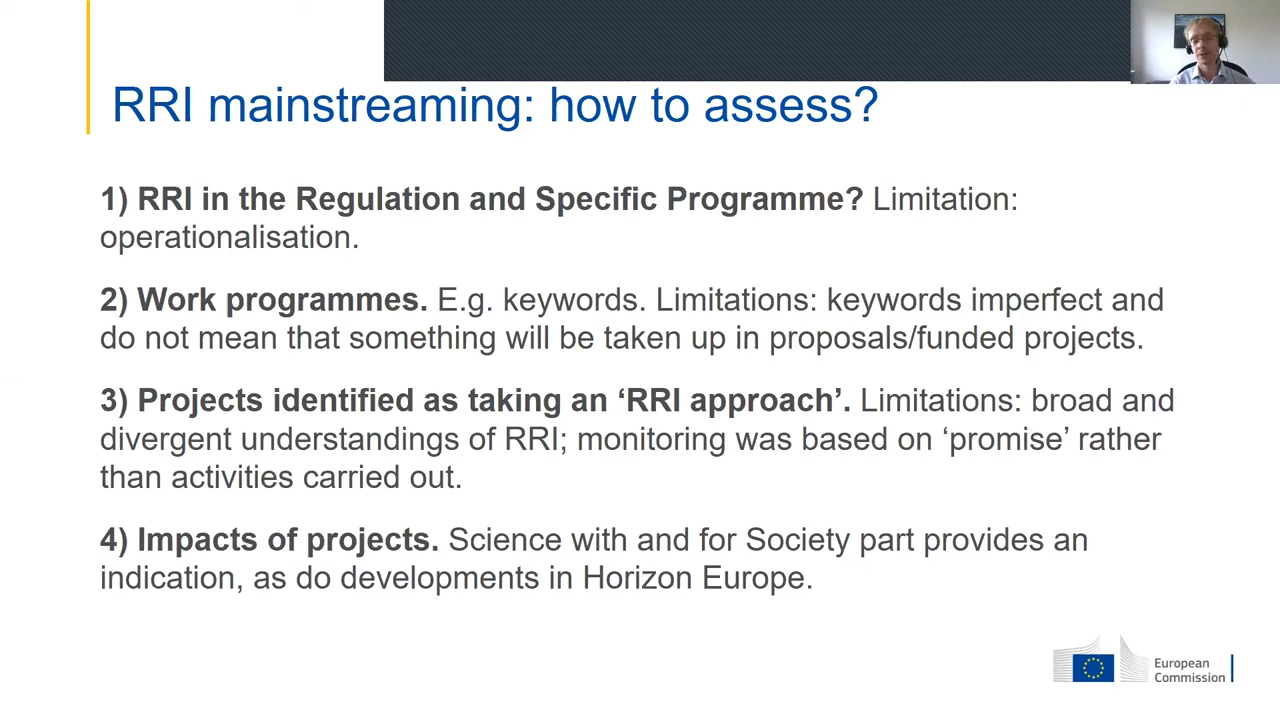 RRI mainstreaming: how to assess?
1) RRI in the Regulation and Specific Programme? Limitation:
operationalisation.
2) Work programmes. E.g. keywords. Limitations: keywords imperfect and
do not mean that something will be taken up in proposals/funded projects.
3) Projects identified as taking an ‘RRI approach’. Limitations: broad and
divergent understandings of RRI; monitoring was based on ‘promise’ rather
than activities carried out.
4) Impacts of projects. Science with and for Society part provides an
indication, as do developments in Horizon Europe.
European
Commission